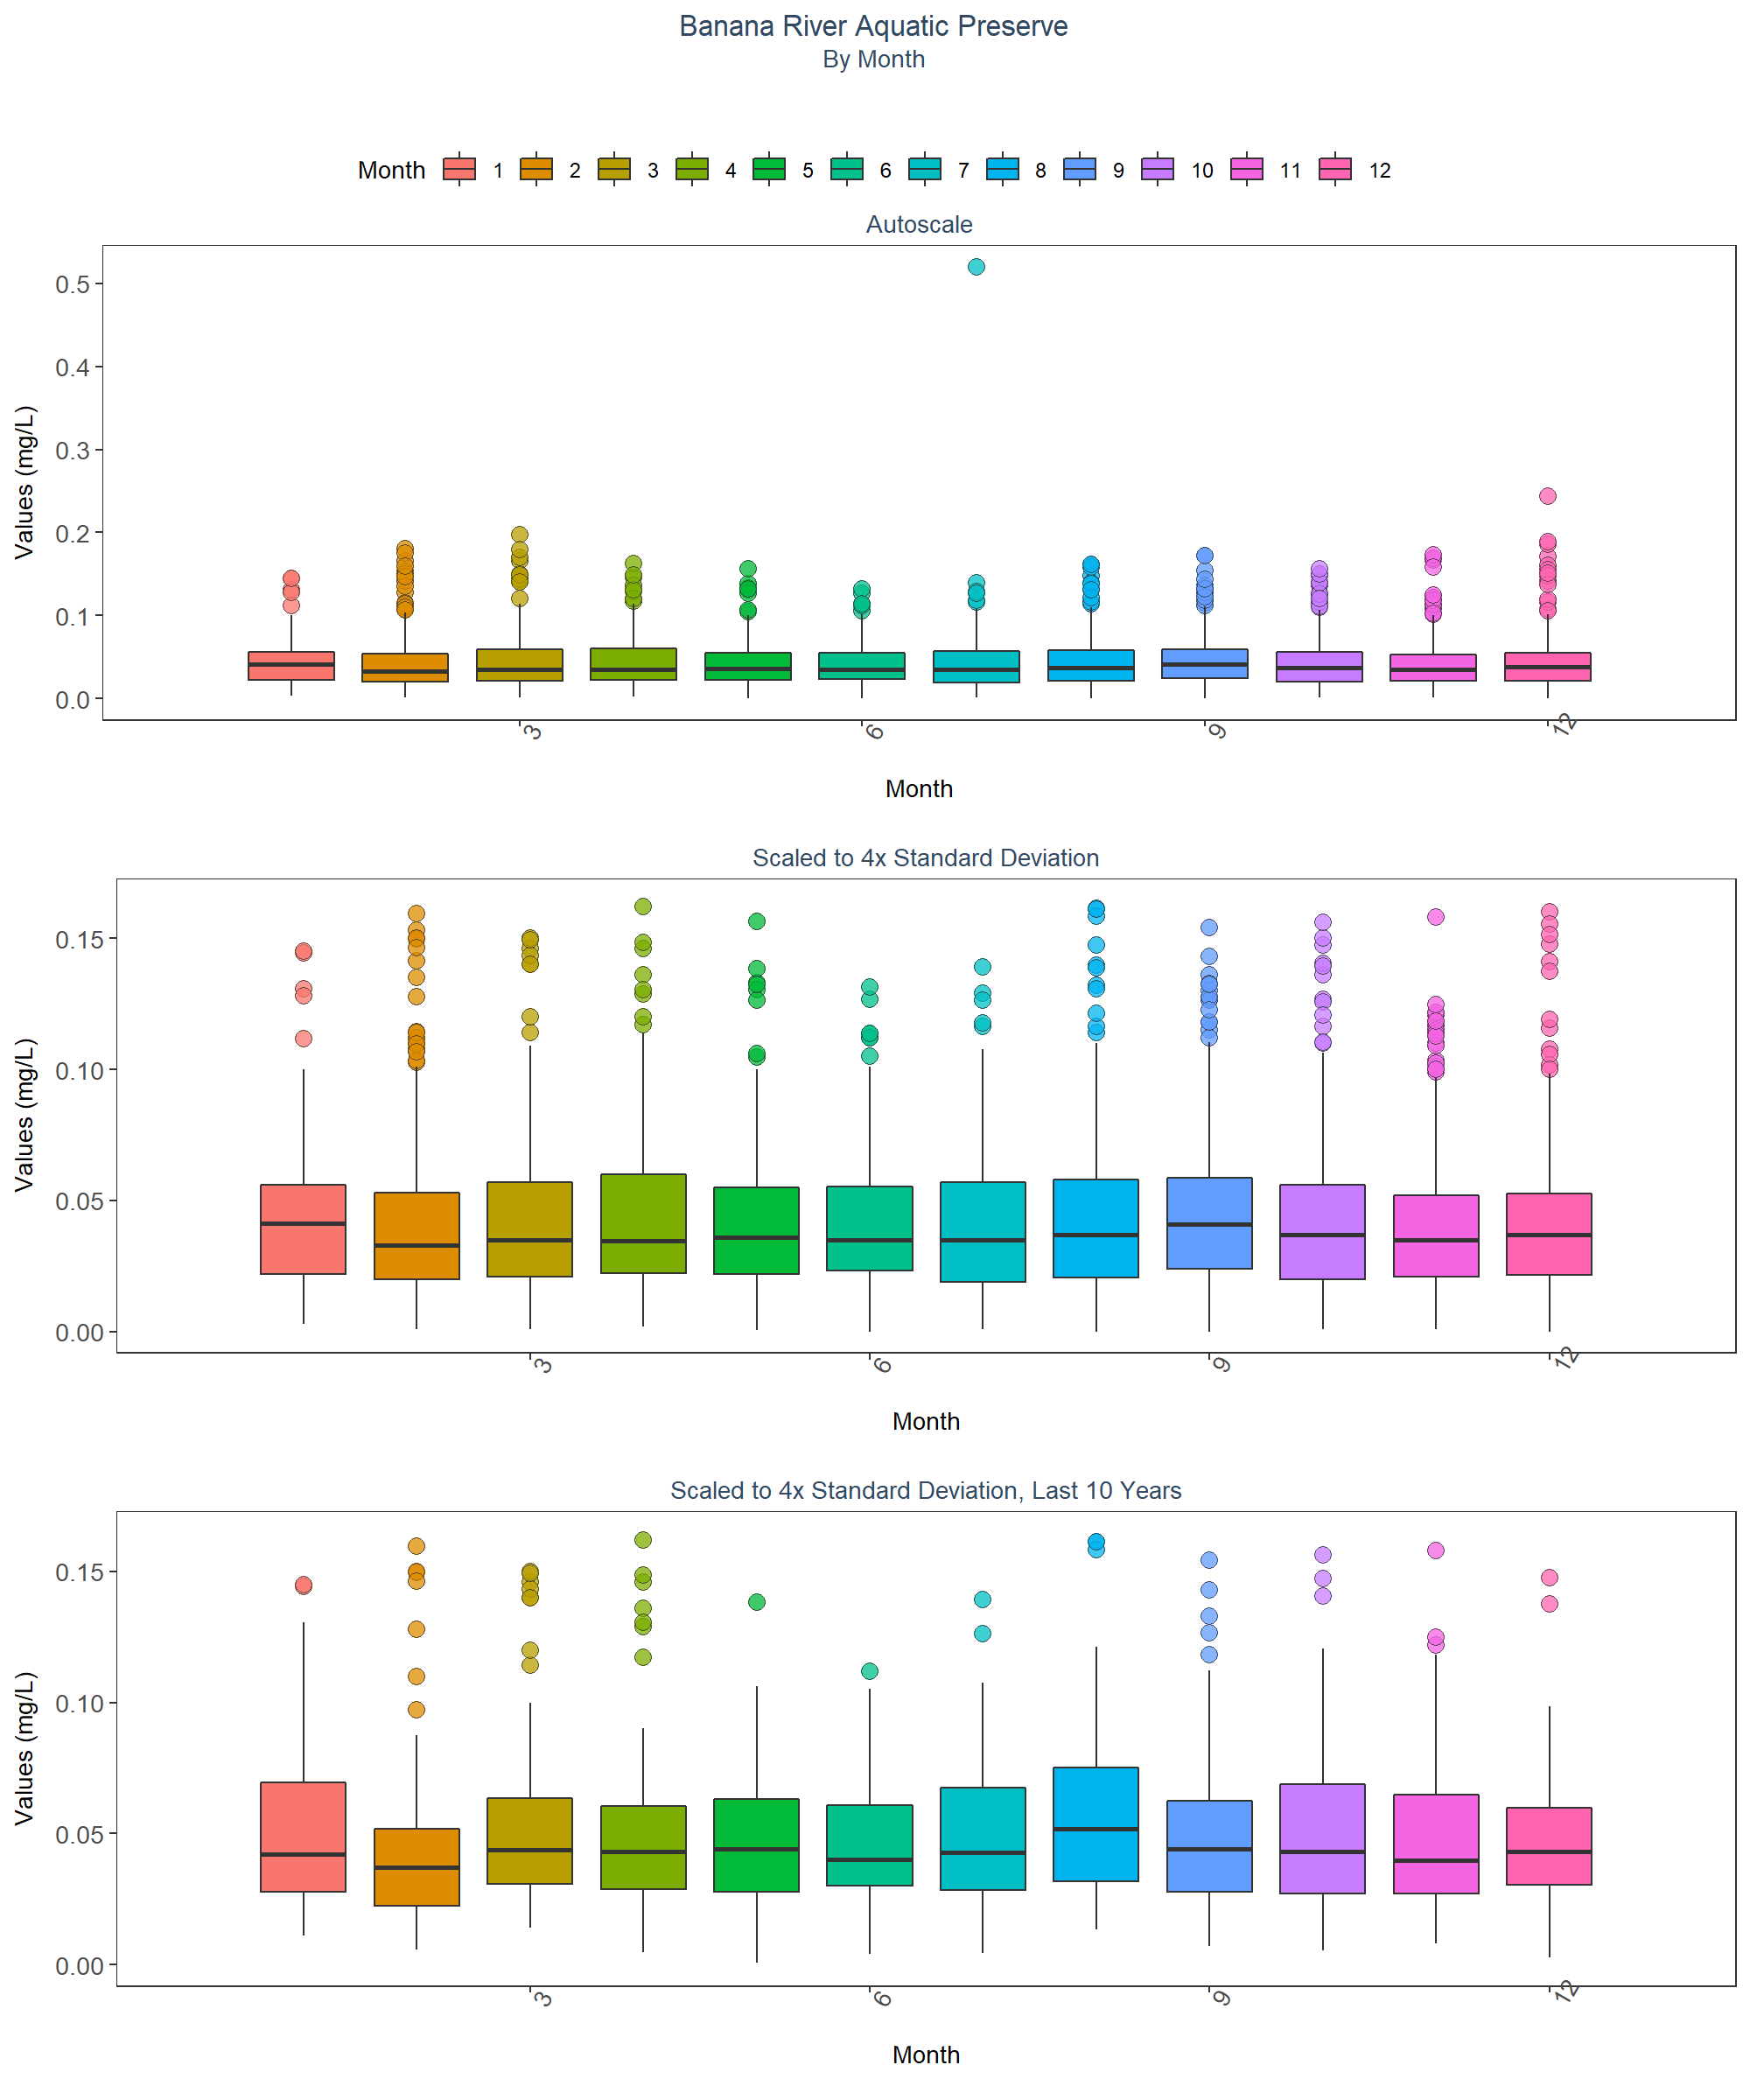 Banana River Aquatic Preserve
By Month
Month 1 2 3 4 5 6 7 8 9 10 11 12
Autoscale
Values (mg/L)
0.5
0.4
0.3
0.2
0.1
0.0
3 6 9 12
Month
Scaled to 4x Standard Deviation
Values (mg/L)
0.15
0.10
0.05
0.00
3 6 9 12
Month
Scaled to 4x Standard Deviation, Last 10 Years
Values (mg/L)
0.15
0.10
0.05
0.00
3 6 9 12
Month